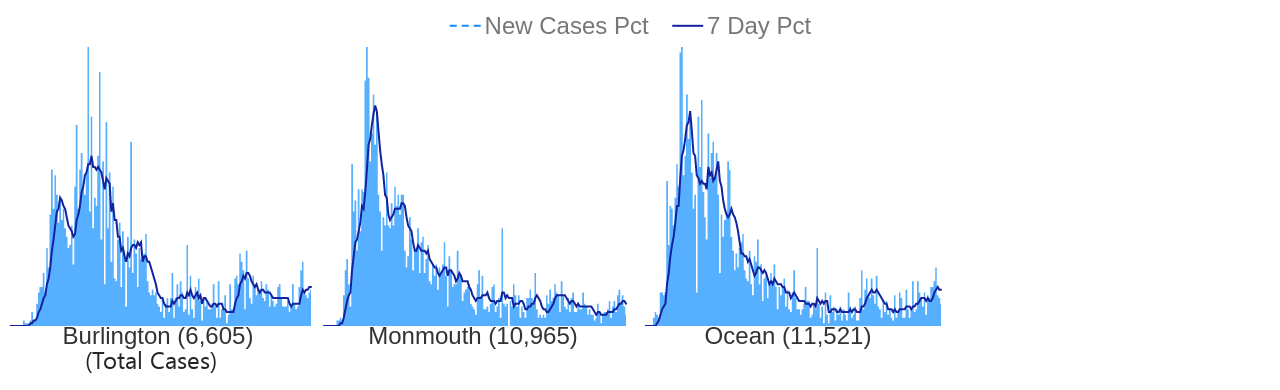 New Cases Pct 7 Day Pct
Burlington (6,605) Monmouth (10,965) Ocean (11,521)
(Total Cases)